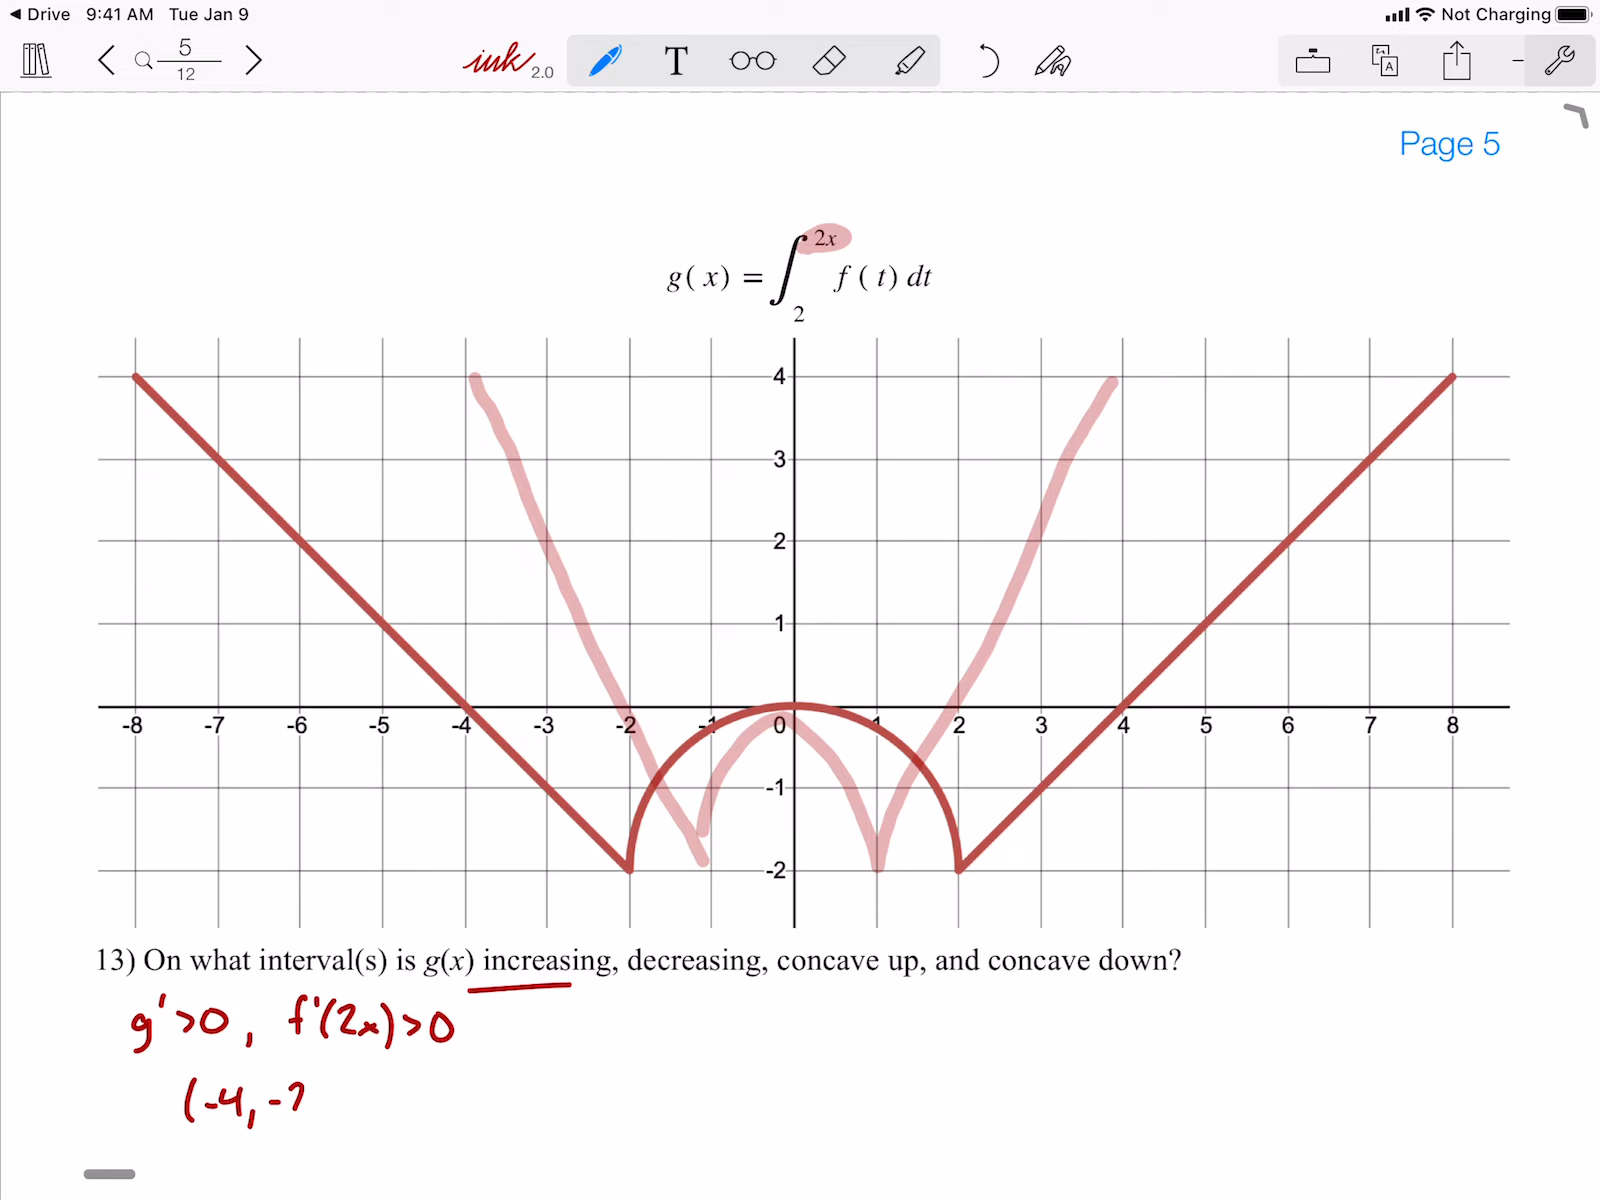 Drive 9:41 AM Tue Jan 9 Not Charging
5
12
ink 2.0 T A
Page 5
g(x) = ∫ 2x f(t) dt
2
4
3
2
1
-8 -7 -6 -5 -4 -3 -2 -1 0 1 2 3 4 5 6 7 8
-1
-2
13) On what interval(s) is g(x) increasing, decreasing, concave up, and concave down?
g'>0, f'(2x)>0
(-4, -2